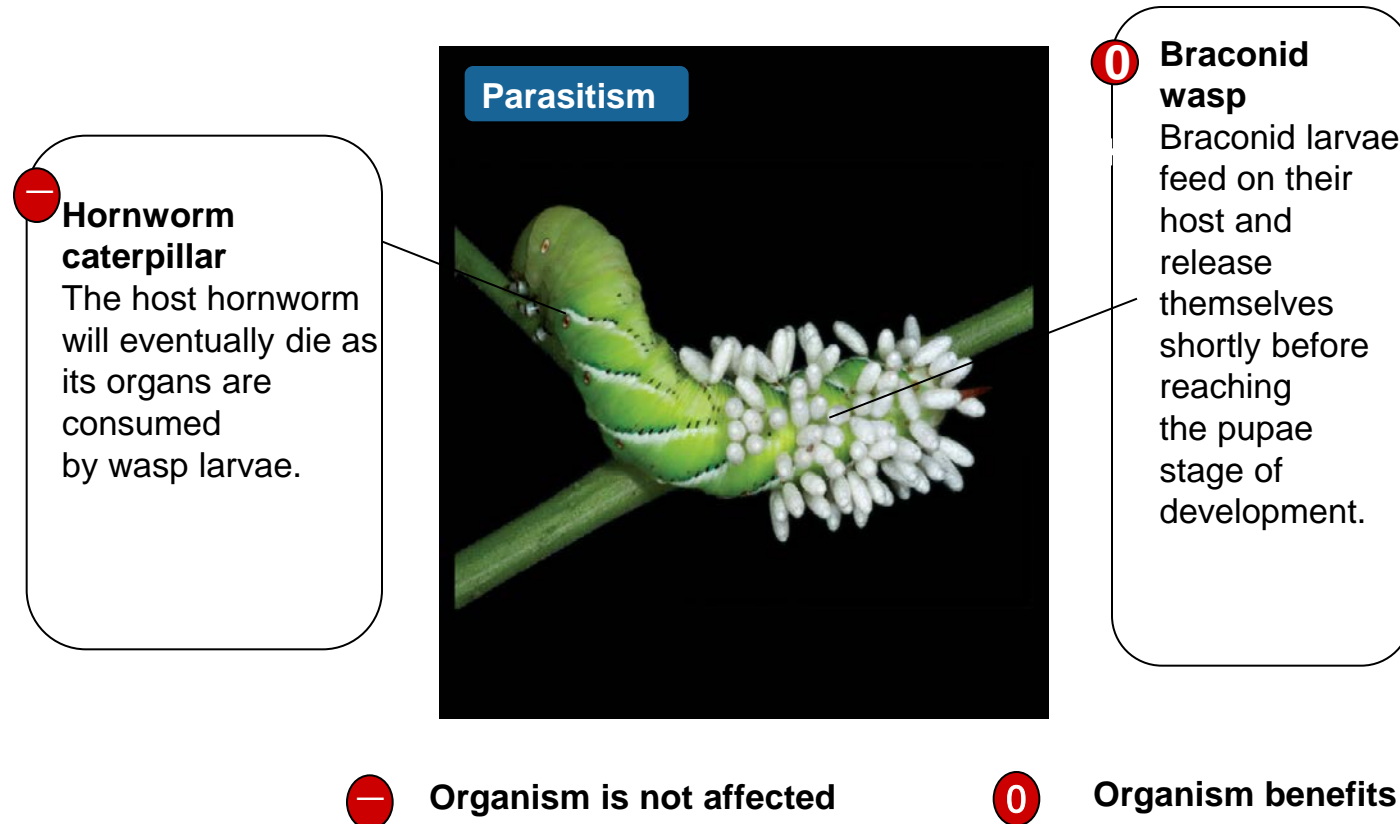 Parasitism
—
Hornworm
caterpillar
The host hornworm
will eventually die as
its organs are
consumed
by wasp larvae.
0
Braconid
wasp
Braconid larvae
feed on their
host and
release
themselves
shortly before
reaching
the pupae
stage of
development.
— Organism is not affected
0 Organism benefits